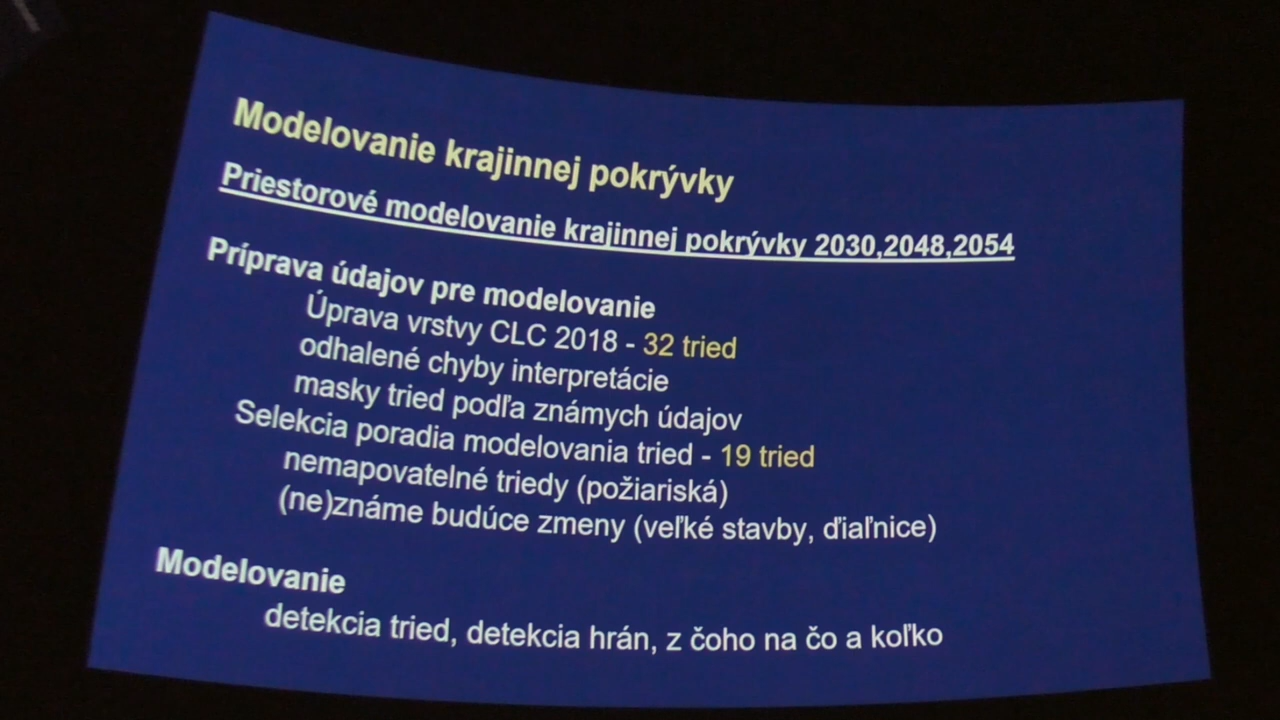 Modelovanie krajinnej pokrývky
Priestorové modelovanie krajinnej pokrývky 2030,2048,2054
Príprava údajov pre modelovanie
Úprava vrstvy CLC 2018 - 32 tried
odhalené chyby interpretácie
masky tried podľa známych údajov
Selekcia poradia modelovania tried - 19 tried
nemapovatelné triedy (požiariská)
(ne)známe budúce zmeny (veľké stavby, ďiaľnice)
Modelovanie
detekcia tried, detekcia hrán, z čoho na čo a koľko